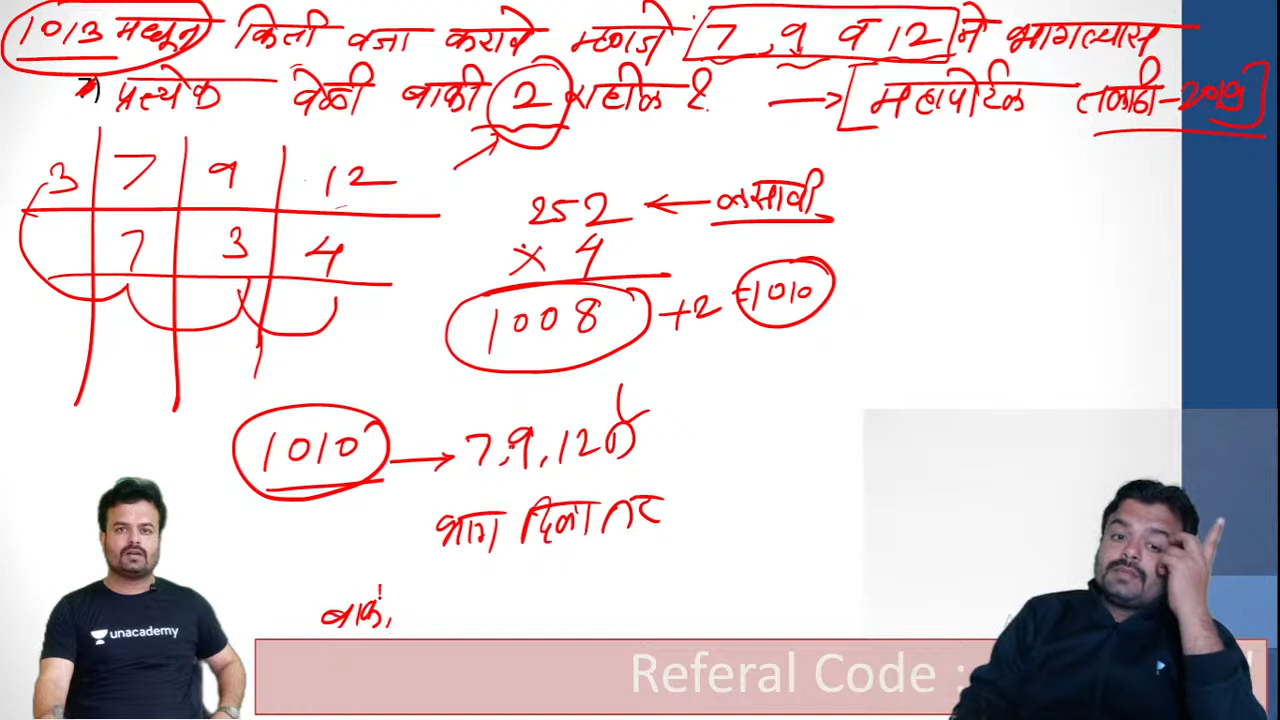 1013 मधून किती वजा करावे म्हणजे 7, 9 व 12 ने भागल्यास
प्रत्येक वेळी बाकी 2 राहील ? → [महापोर्टल तलाठी-2019]
3 7 9 12
7 3 4
252 ← लसावी
× 4
1008 +2 =1010
1010 → 7, 9, 12 ने
भाग दिला तर
बाकी
unacademy
Referal Code :